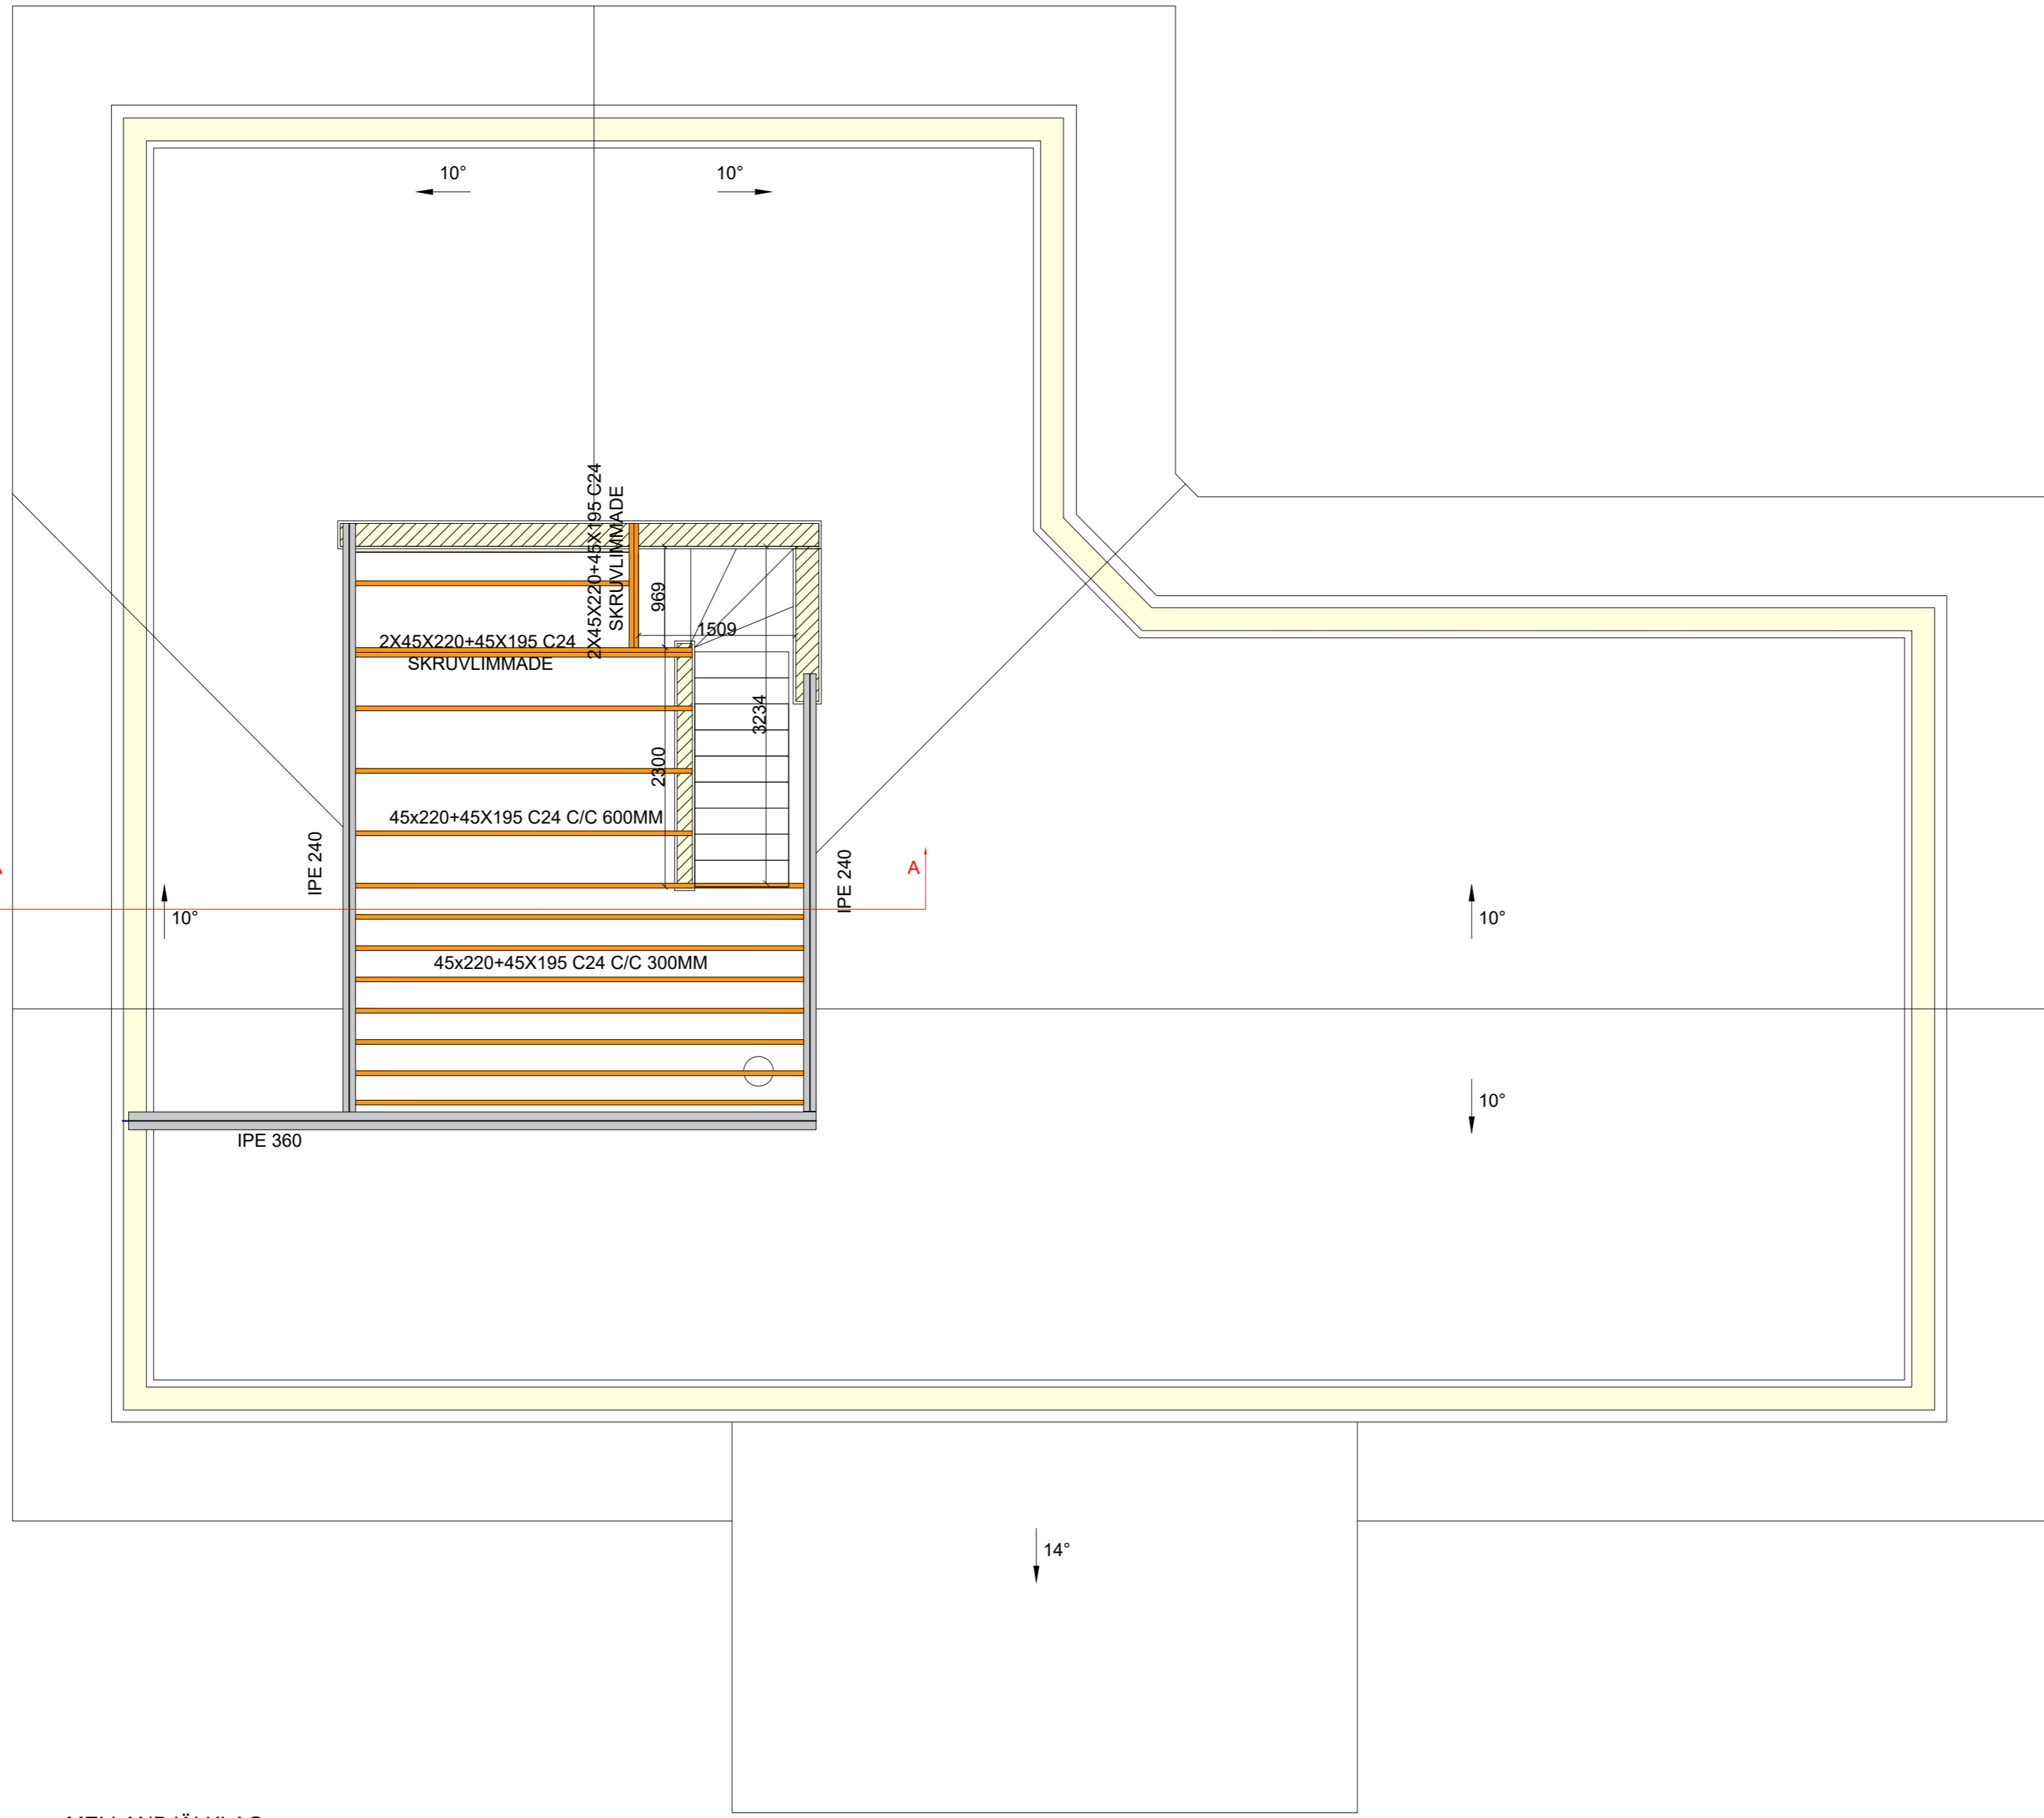 10°
10°
2X45X220+45X195 C24
SKRUVLIMMADE
969
1509
2X45X220+45X195 C24
SKRUVLIMMADE
3234
2300
45x220+45X195 C24 C/C 600MM
IPE 240
IPE 240
A
10°
10°
45x220+45X195 C24 C/C 300MM
10°
IPE 360
14°